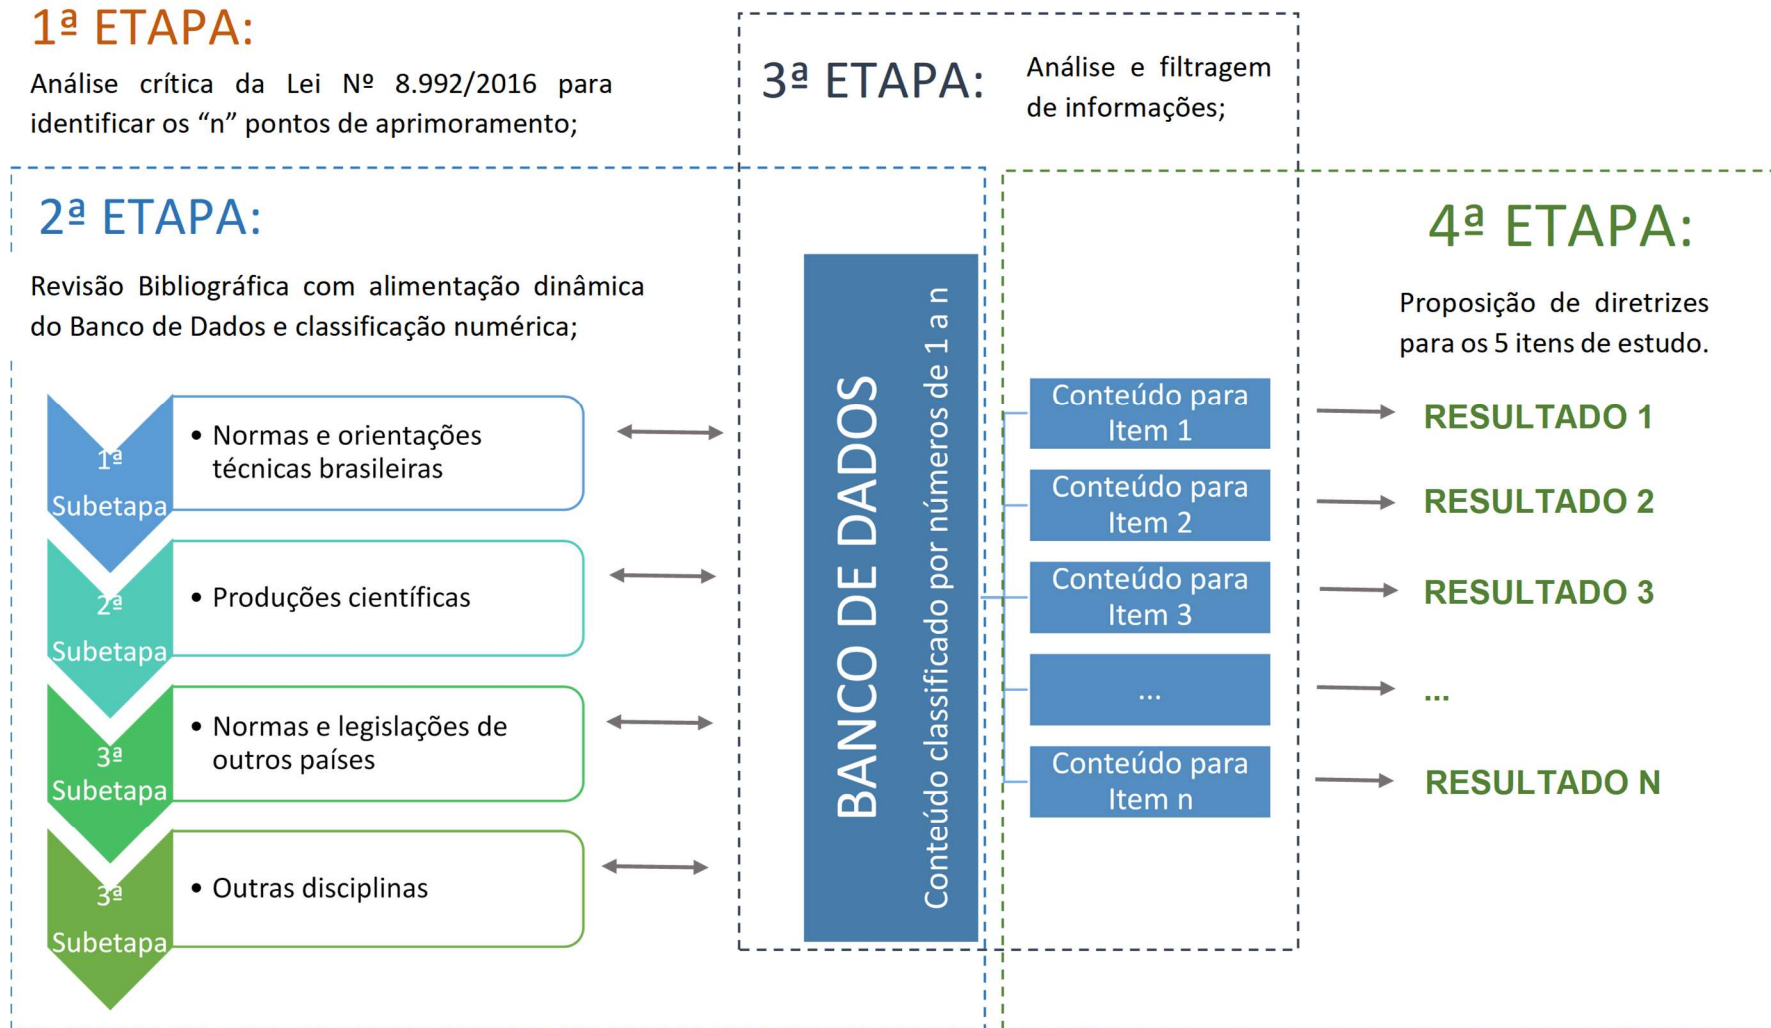 1ª ETAPA:
Análise crítica da Lei Nº 8.992/2016 para
identificar os “n” pontos de aprimoramento;
2ª ETAPA:
Revisão Bibliográfica com alimentação dinâmica
do Banco de Dados e classificação numérica;
1ª
Subetapa
• Normas e orientações
técnicas brasileiras
2ª
Subetapa
• Produções científicas
3ª
Subetapa
• Normas e legislações de
outros países
3ª
Subetapa
• Outras disciplinas
3ª ETAPA:
Análise e filtragem
de informações;
BANCO DE DADOS
Conteúdo classificado por números de 1 a n
Conteúdo para
Item 1
Conteúdo para
Item 2
Conteúdo para
Item 3
...
Conteúdo para
Item n
4ª ETAPA:
Proposição de diretrizes
para os 5 itens de estudo.
RESULTADO 1
RESULTADO 2
RESULTADO 3
...
RESULTADO N